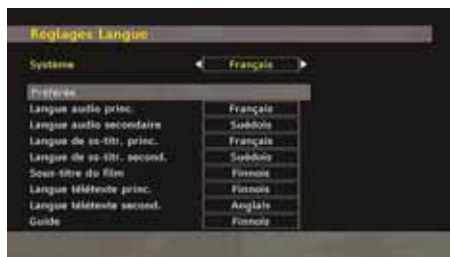 Réglages Langue
Système Français
Préférée
Langue audio princ. Français
Langue audio secondaire Suédois
Langue de ss-titr. princ. Français
Langue de ss-titr. second. Suédois
Sous-titre du film Finnois
Langue télétexte princ. Finnois
Langue télétexte second. Anglais
Guide Finnois